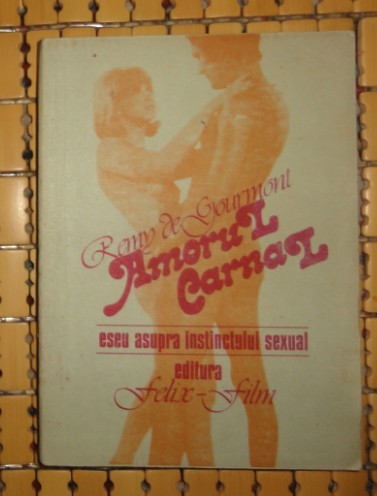 Remy de Gourmont
AmoruL
CarnaL
eseu asupra instinctului sexual
editura
Felix-Film